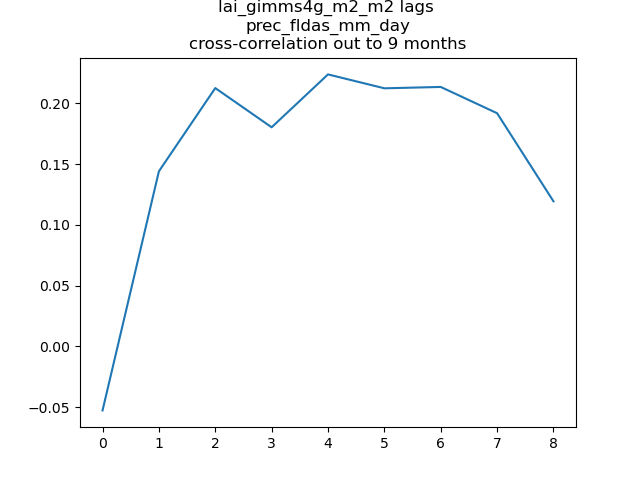 lai_gimms4g_m2_m2 lags
prec_fldas_mm_day
cross-correlation out to 9 months
0.20
0.15
0.10
0.05
0.00
−0.05
0 1 2 3 4 5 6 7 8